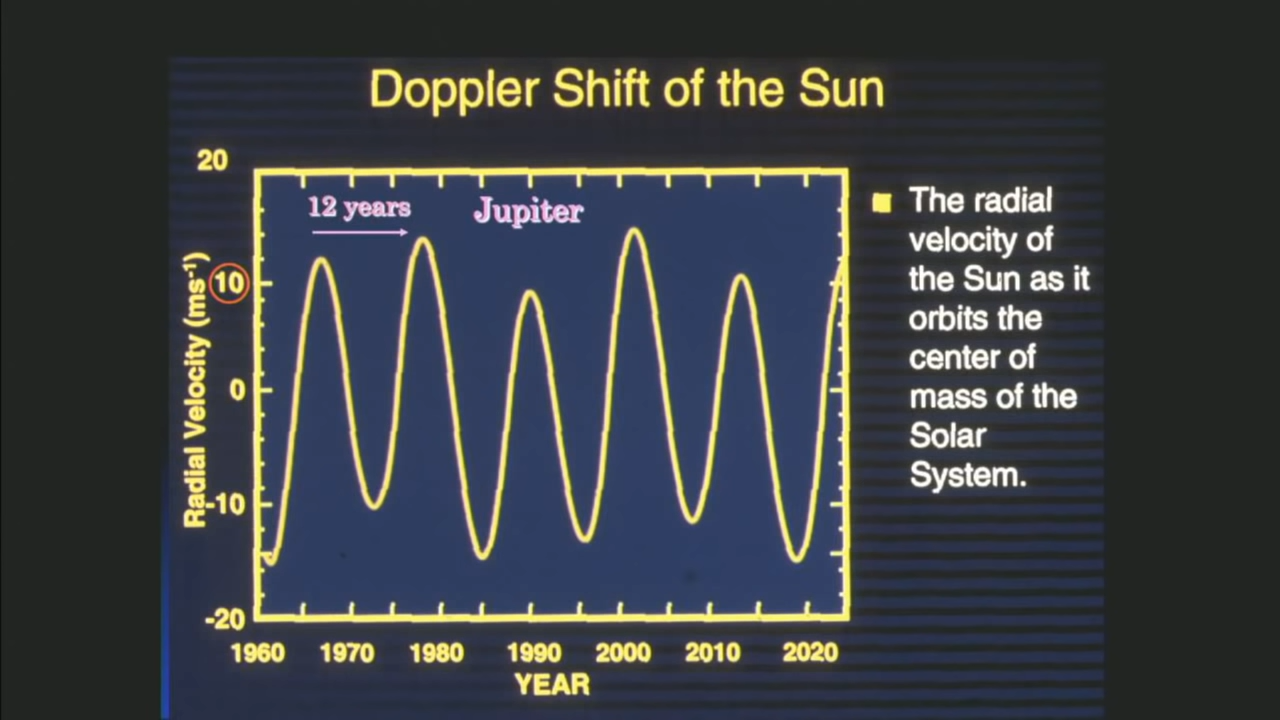 Doppler Shift of the Sun
20
10
0
-10
-20
Radial Velocity (ms⁻¹)
12 years
Jupiter
1960 1970 1980 1990 2000 2010 2020
YEAR
The radial
velocity of
the Sun as it
orbits the
center of
mass of the
Solar
System.